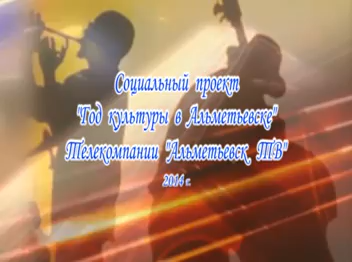 Социальный проект
"Год культуры в Альметьевске"
Телекомпании "Альметьевск ТВ"
2014 г.